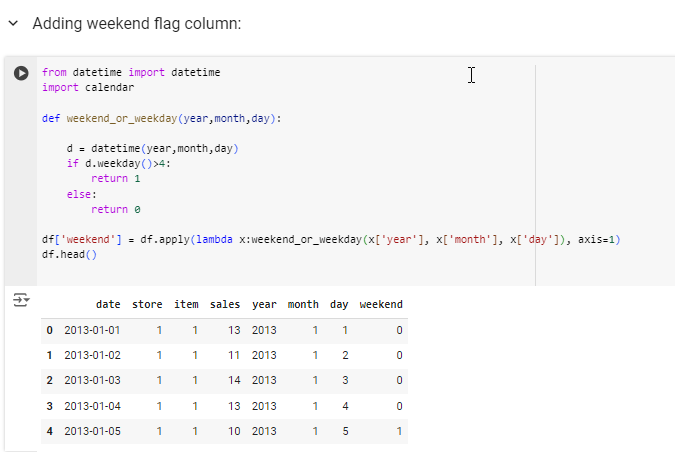 Adding weekend flag column:
from datetime import datetime
import calendar
def weekend_or_weekday(year,month,day):
d = datetime(year,month,day)
if d.weekday()>4:
return 1
else:
return 0
df['weekend'] = df.apply(lambda x:weekend_or_weekday(x['year'], x['month'], x['day']), axis=1)
df.head()
date store item sales year month day weekend
0 2013-01-01 1 1 13 2013 1 1 0
1 2013-01-02 1 1 11 2013 1 2 0
2 2013-01-03 1 1 14 2013 1 3 0
3 2013-01-04 1 1 13 2013 1 4 0
4 2013-01-05 1 1 10 2013 1 5 1